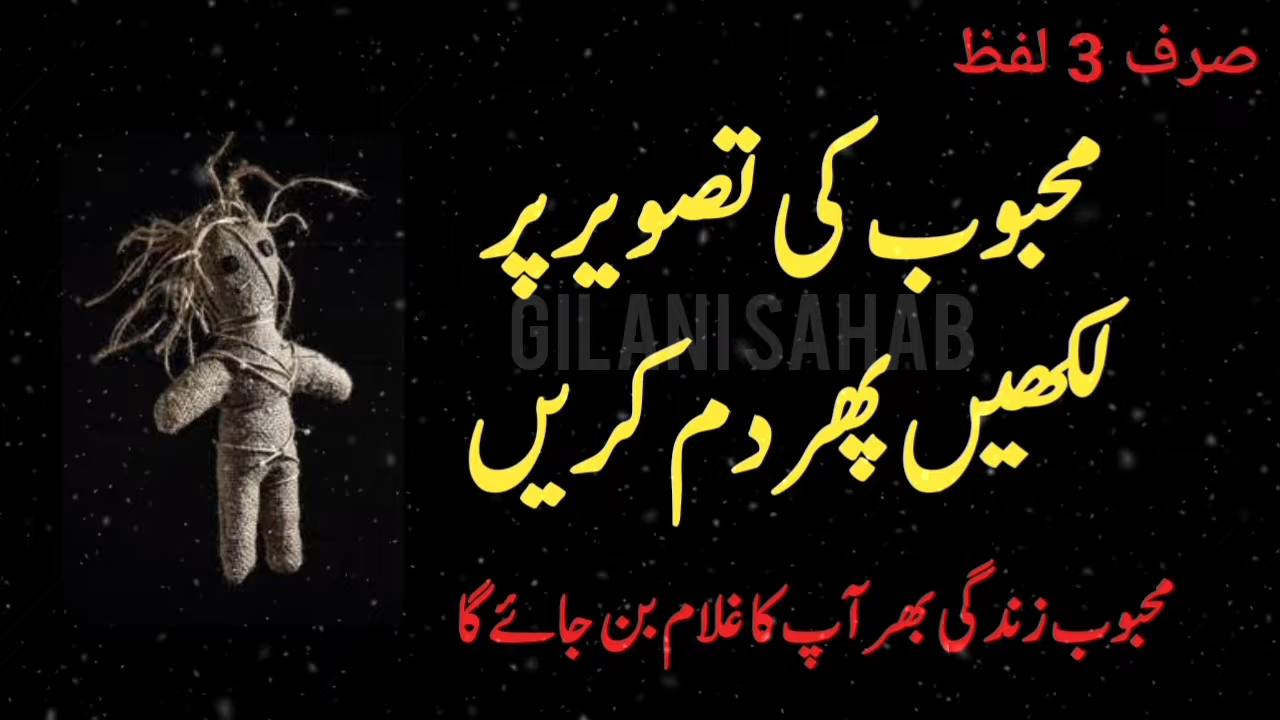 صرف 3 لفظ
محبوب کی تصویر پر
GILANI SAHAB
لکھیں پھر دم کریں
محبوب زندگی بھر آپ کا غلام بن جائے گا